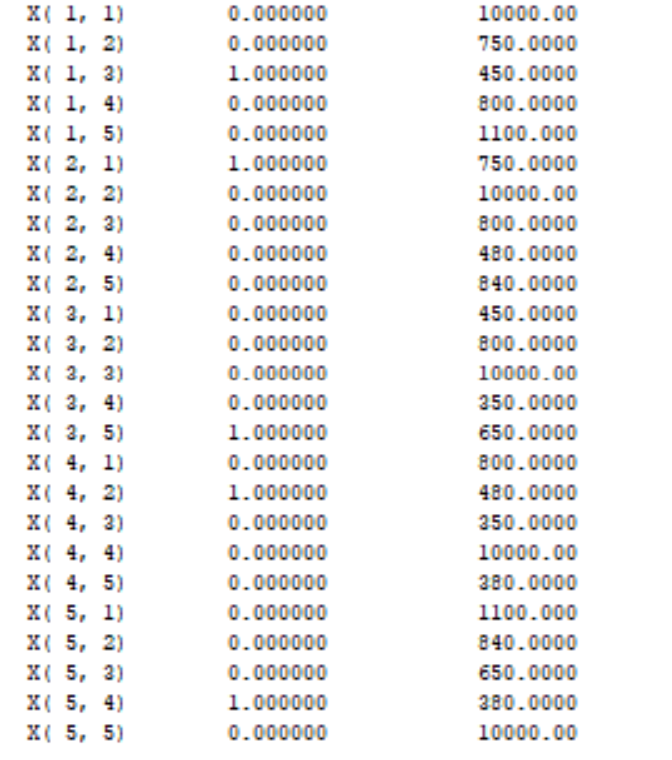 X( 1, 1) 0.000000 10000.00
X( 1, 2) 0.000000 750.0000
X( 1, 3) 1.000000 450.0000
X( 1, 4) 0.000000 800.0000
X( 1, 5) 0.000000 1100.000
X( 2, 1) 1.000000 750.0000
X( 2, 2) 0.000000 10000.00
X( 2, 3) 0.000000 800.0000
X( 2, 4) 0.000000 480.0000
X( 2, 5) 0.000000 840.0000
X( 3, 1) 0.000000 450.0000
X( 3, 2) 0.000000 800.0000
X( 3, 3) 0.000000 10000.00
X( 3, 4) 0.000000 350.0000
X( 3, 5) 1.000000 650.0000
X( 4, 1) 0.000000 800.0000
X( 4, 2) 1.000000 480.0000
X( 4, 3) 0.000000 350.0000
X( 4, 4) 0.000000 10000.00
X( 4, 5) 0.000000 380.0000
X( 5, 1) 0.000000 1100.000
X( 5, 2) 0.000000 840.0000
X( 5, 3) 0.000000 650.0000
X( 5, 4) 1.000000 380.0000
X( 5, 5) 0.000000 10000.00